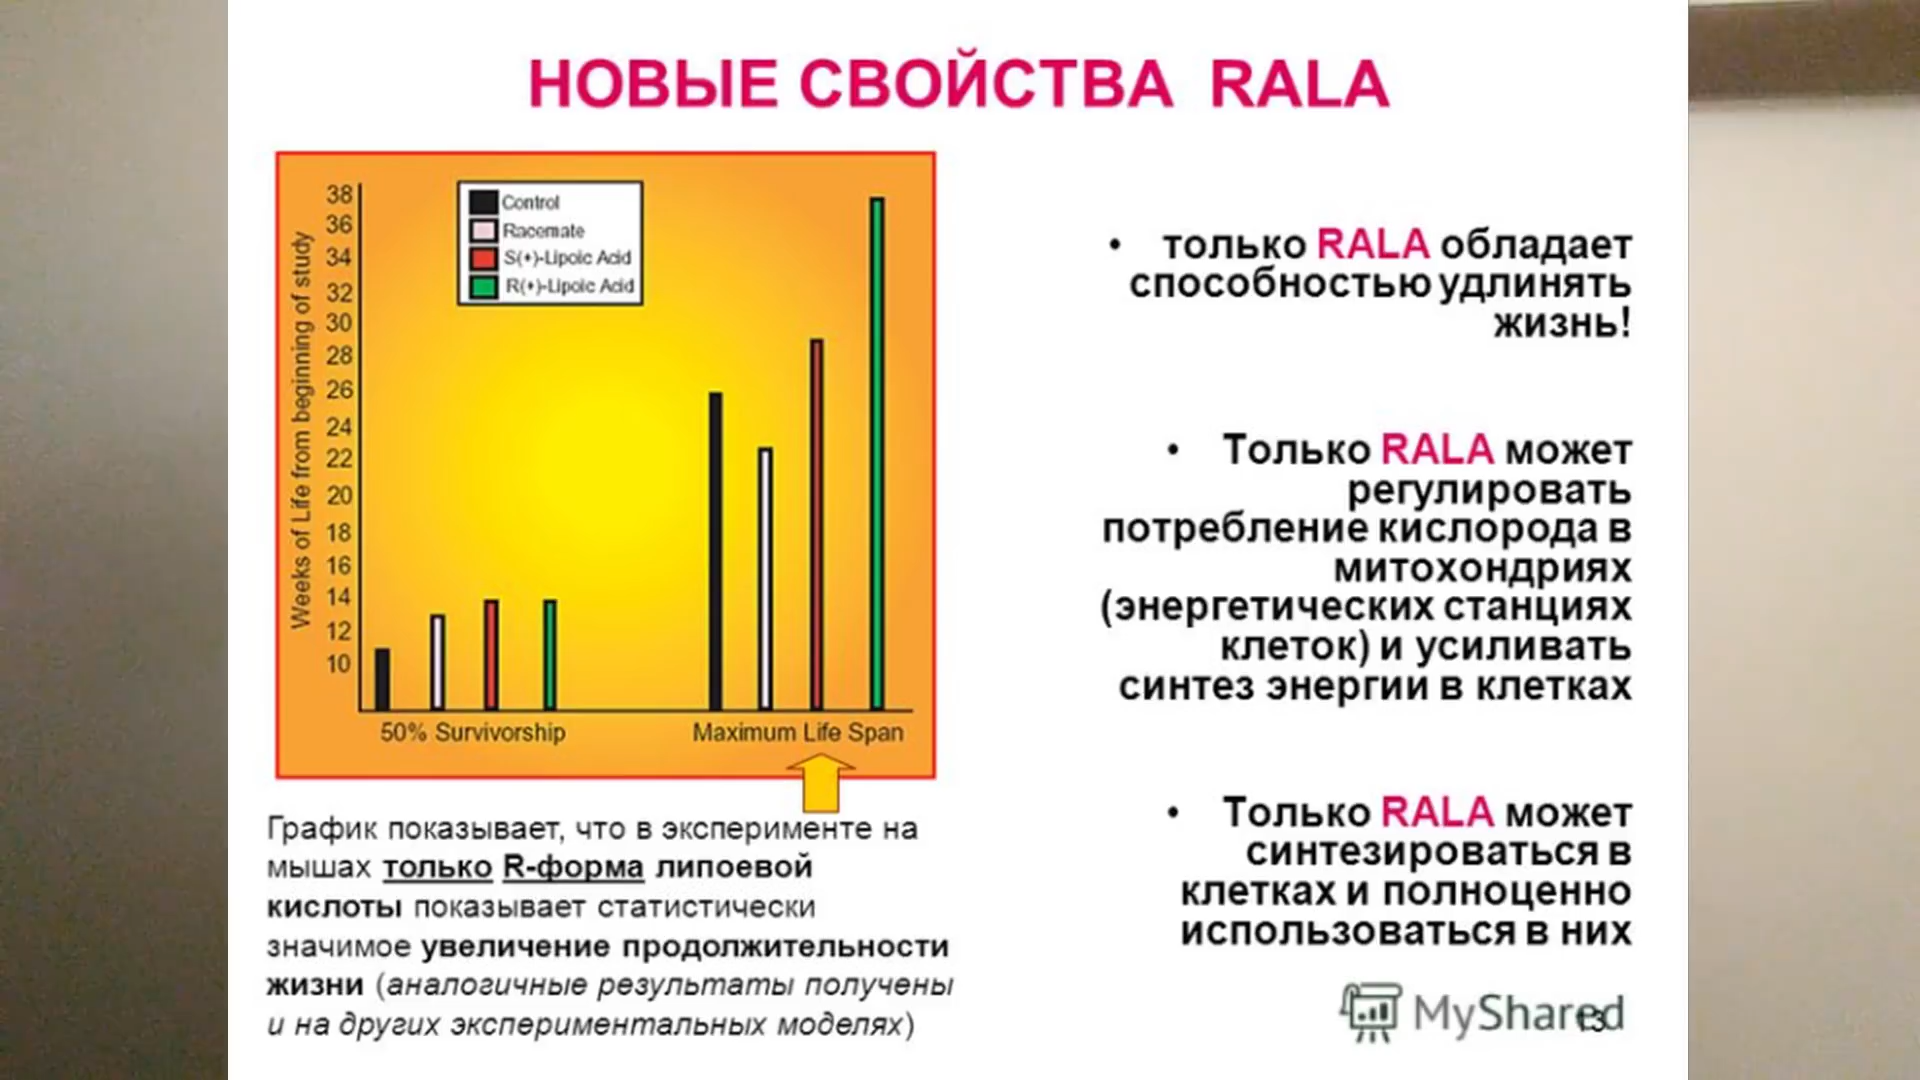 НОВЫЕ СВОЙСТВА RALA
38
36
34
32
30
28
26
24
22
20
18
16
14
12
10
Weeks of Life from beginning of study
Control
Racemate
S(+)-Lipoic Acid
R(+)-Lipoic Acid
50% Survivorship
Maximum Life Span
График показывает, что в эксперименте на
мышах только R-форма липоевой
кислоты показывает статистически
значимое увеличение продолжительности
жизни (аналогичные результаты получены
и на других экспериментальных моделях)
• только RALA обладает
способностью удлинять
жизнь!
• Только RALA может
регулировать
потребление кислорода в
митохондриях
(энергетических станциях
клеток) и усиливать
синтез энергии в клетках
• Только RALA может
синтезироваться в
клетках и полноценно
использоваться в них
MyShared
13